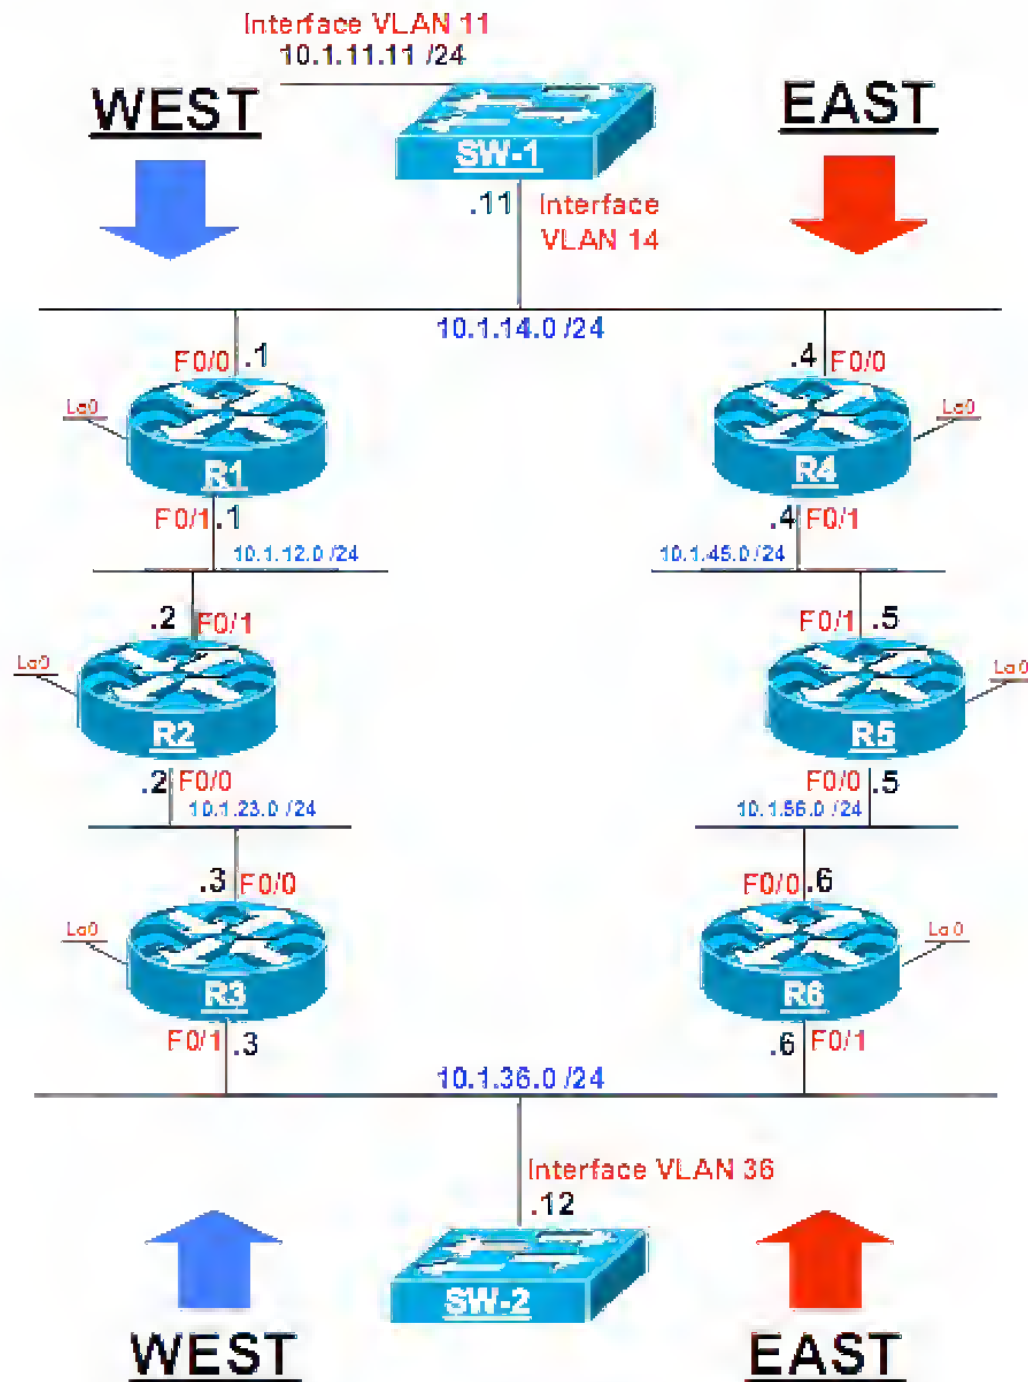 Interface VLAN 11
10.1.11.11 /24
WEST
EAST
SW-1
.11
Interface
VLAN 14
10.1.14.0 /24
F0/0
.1
.4
F0/0
Lo0
Lo0
R1
R4
F0/1
.1
.4
F0/1
10.1.12.0 /24
10.1.45.0 /24
.2
F0/1
F0/1
.5
Lo0
Lo0
R2
R5
.2
F0/0
F0/0
.5
10.1.23.0 /24
10.1.56.0 /24
.3
F0/0
F0/0
.6
Lo0
Lo0
R3
R6
F0/1
.3
.6
F0/1
10.1.36.0 /24
Interface VLAN 36
.12
SW-2
WEST
EAST